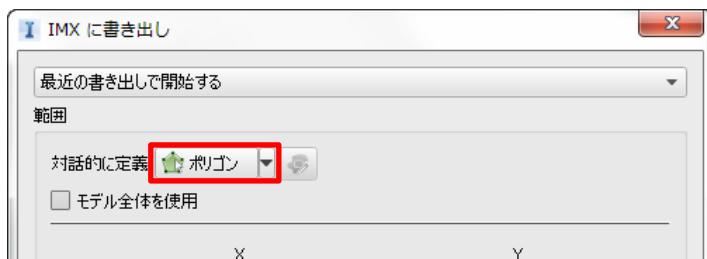 IMX に書き出し
最近の書き出しで開始する
範囲
対話的に定義 ポリゴン
モデル全体を使用
X Y